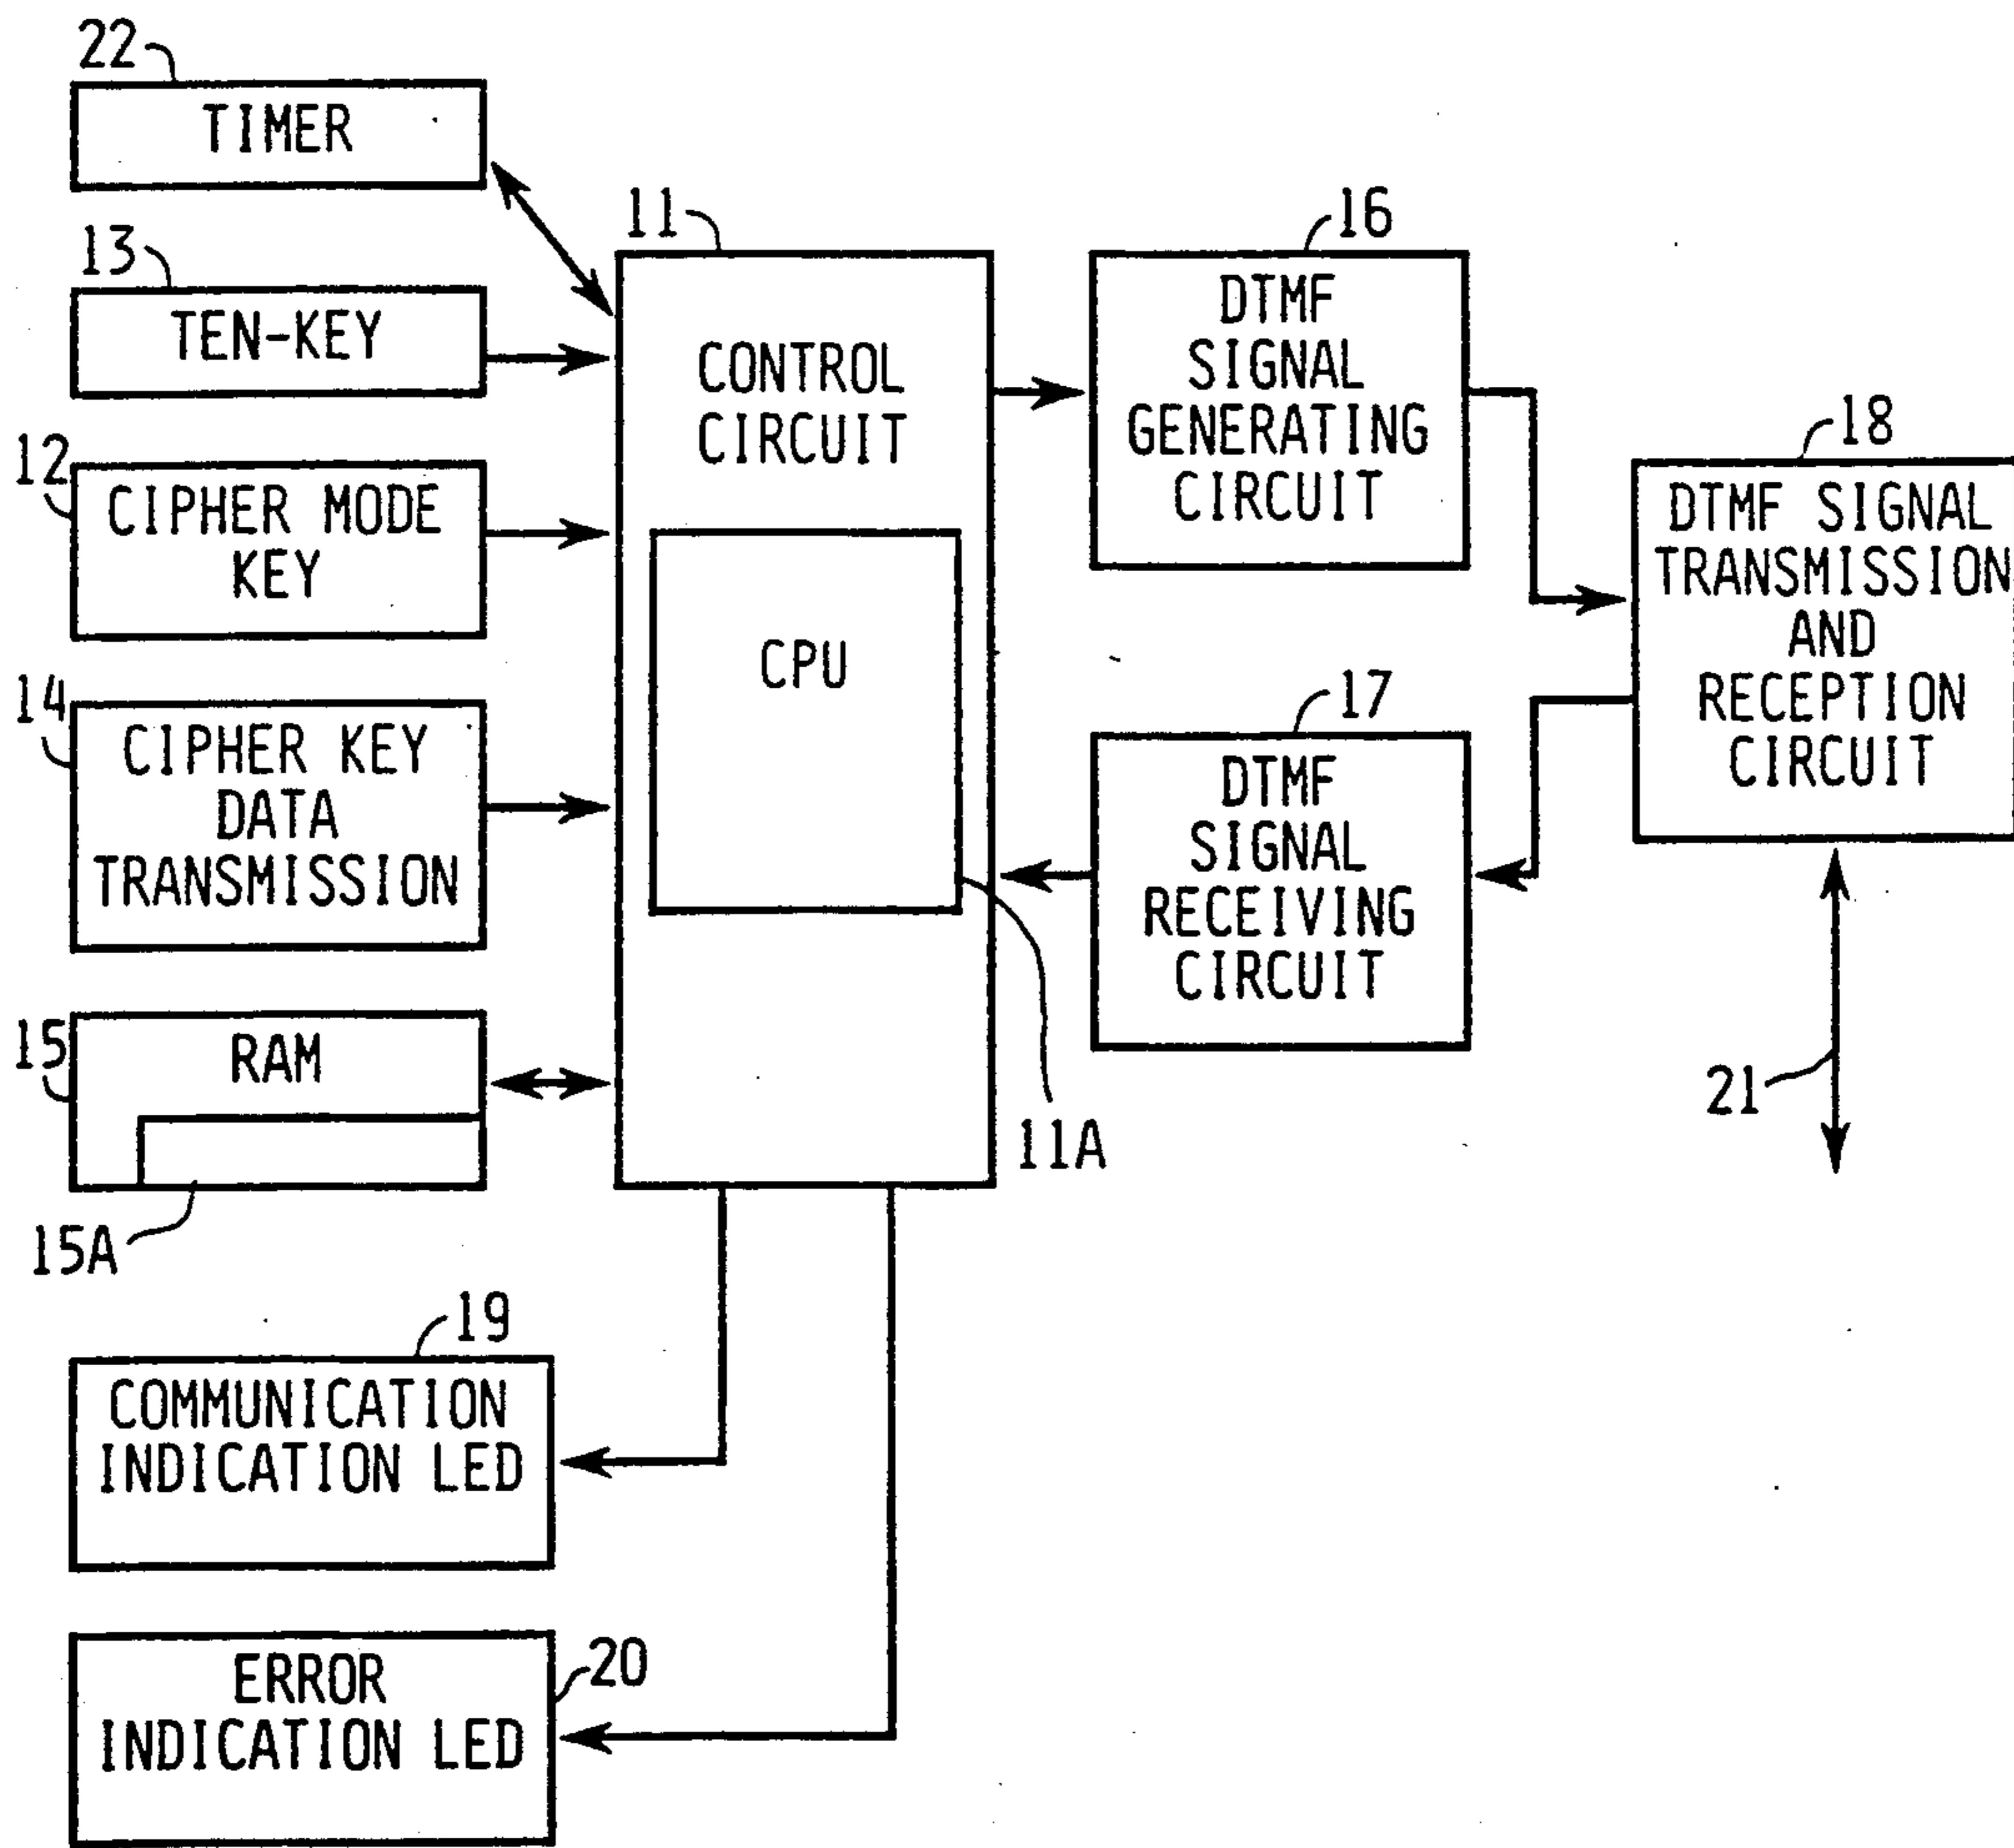 22
TIMER
13
TEN-KEY
12
CIPHER MODE
KEY
14
CIPHER KEY
DATA
TRANSMISSION
15
RAM
15A
11
CONTROL
CIRCUIT
CPU
11A
16
DTMF
SIGNAL
GENERATING
CIRCUIT
17
DTMF
SIGNAL
RECEIVING
CIRCUIT
18
DTMF SIGNAL
TRANSMISSION
AND
RECEPTION
CIRCUIT
21
19
COMMUNICATION
INDICATION LED
20
ERROR
INDICATION LED